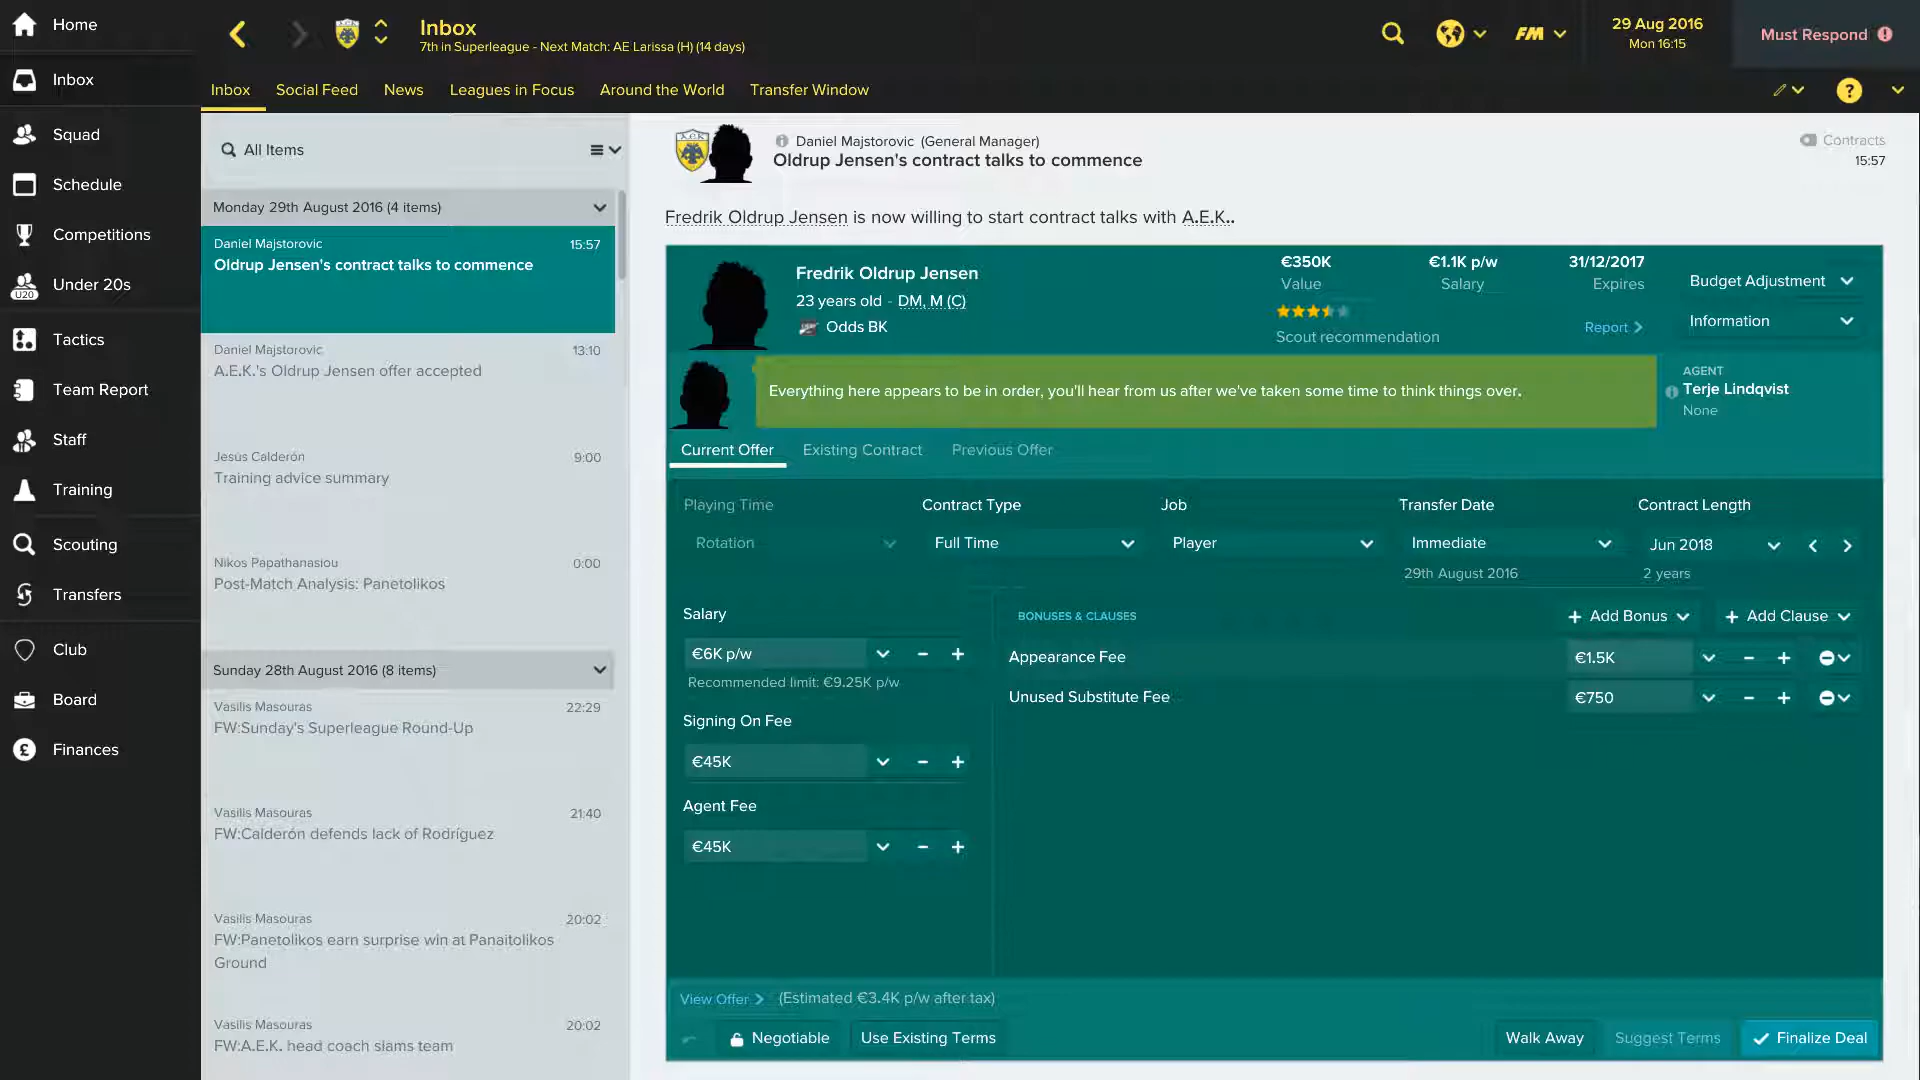 Home
Inbox
Squad
Schedule
Competitions
U20
Under 20s
Tactics
Team Report
Staff
Training
Scouting
Transfers
Club
Board
Finances
Inbox
7th in Superleague - Next Match: AE Larissa (H) (14 days)
FM
29 Aug 2016
Mon 16:15
Must Respond
Inbox
Social Feed
News
Leagues in Focus
Around the World
Transfer Window
?
All Items
Monday 29th August 2016 (4 items)
Daniel Majstorovic 15:57
Oldrup Jensen's contract talks to commence
Daniel Majstorovic 13:10
A.E.K.'s Oldrup Jensen offer accepted
Jesús Calderón 9:00
Training advice summary
Nikos Papathanasiou 0:00
Post-Match Analysis: Panetolikos
Sunday 28th August 2016 (8 items)
Vasilis Masouras 22:29
FW:Sunday's Superleague Round-Up
Vasilis Masouras 21:40
FW:Calderón defends lack of Rodríguez
Vasilis Masouras 20:02
FW:Panetolikos earn surprise win at Panaitolikos
Ground
Vasilis Masouras 20:02
FW:A.E.K. head coach slams team
Daniel Majstorovic (General Manager)
Oldrup Jensen's contract talks to commence
Contracts
15:57
Fredrik Oldrup Jensen is now willing to start contract talks with A.E.K..
Fredrik Oldrup Jensen
23 years old - DM, M (C)
Odds BK
€350K
Value
€1.1K p/w
Salary
31/12/2017
Expires
Scout recommendation
Report
Budget Adjustment
Information
Everything here appears to be in order, you'll hear from us after we've taken some time to think things over.
AGENT
Terje Lindqvist
None
Current Offer
Existing Contract
Previous Offer
Playing Time
Contract Type
Job
Transfer Date
Contract Length
Rotation
Full Time
Player
Immediate
Jun 2018
29th August 2016
2 years
Salary
€6K p/w
Recommended limit: €9.25K p/w
Signing On Fee
€45K
Agent Fee
€45K
BONUSES & CLAUSES
Add Bonus
Add Clause
Appearance Fee €1.5K
Unused Substitute Fee €750
View Offer (Estimated €3.4K p/w after tax)
Negotiable
Use Existing Terms
Walk Away
Suggest Terms
Finalize Deal